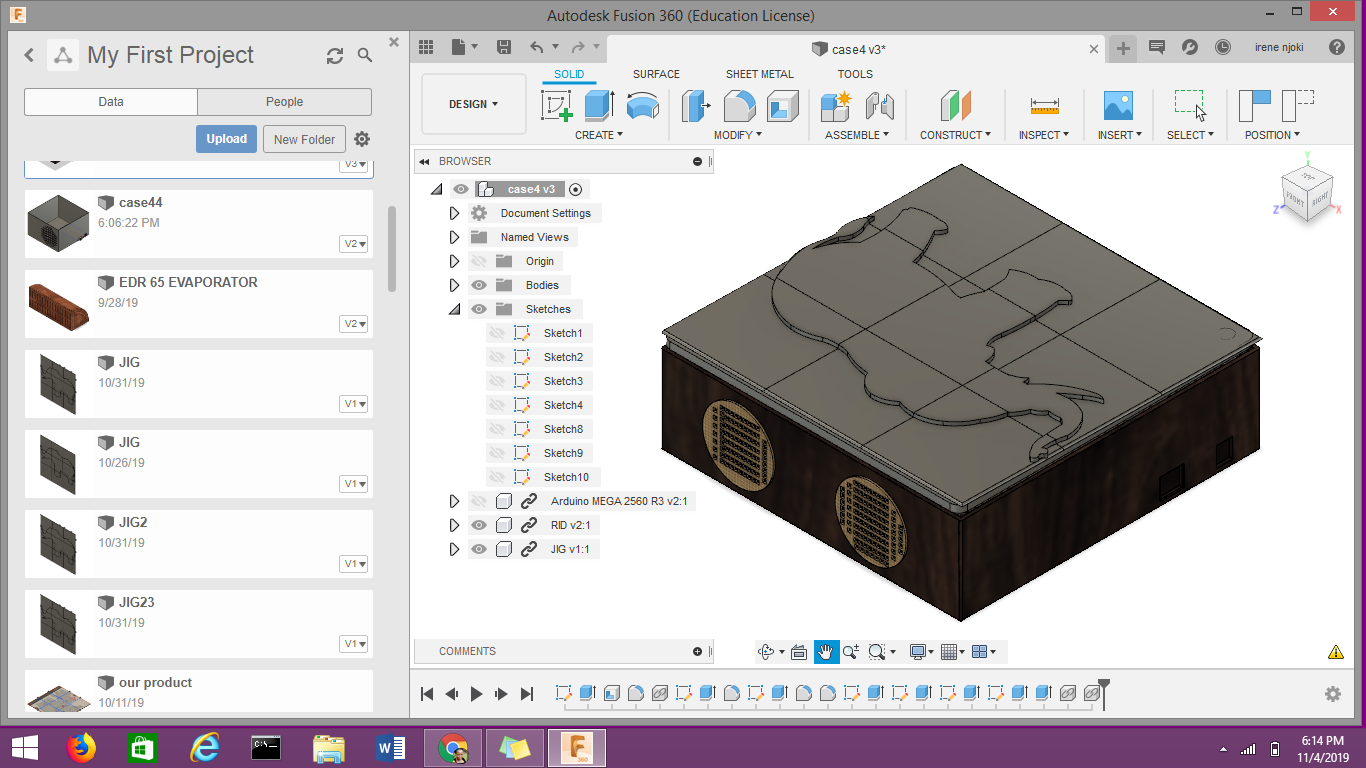 Autodesk Fusion 360 (Education License)
My First Project
Data
People
Upload
New Folder
V3
case44
6:06:22 PM
V2
EDR 65 EVAPORATOR
9/28/19
V2
JIG
10/31/19
V1
JIG
10/26/19
V1
JIG2
10/31/19
V1
JIG23
10/31/19
V1
our product
10/11/19
case4 v3*
irene njoki
DESIGN
SOLID
SURFACE
SHEET METAL
TOOLS
CREATE
MODIFY
ASSEMBLE
CONSTRUCT
INSPECT
INSERT
SELECT
POSITION
BROWSER
case4 v3
Document Settings
Named Views
Origin
Bodies
Sketches
Sketch1
Sketch2
Sketch3
Sketch4
Sketch8
Sketch9
Sketch10
Arduino MEGA 2560 R3 v2:1
RID v2:1
JIG v1:1
Y
TOP
FRONT
RIGHT
Z
X
COMMENTS
C:\_
360
6:14 PM
11/4/2019